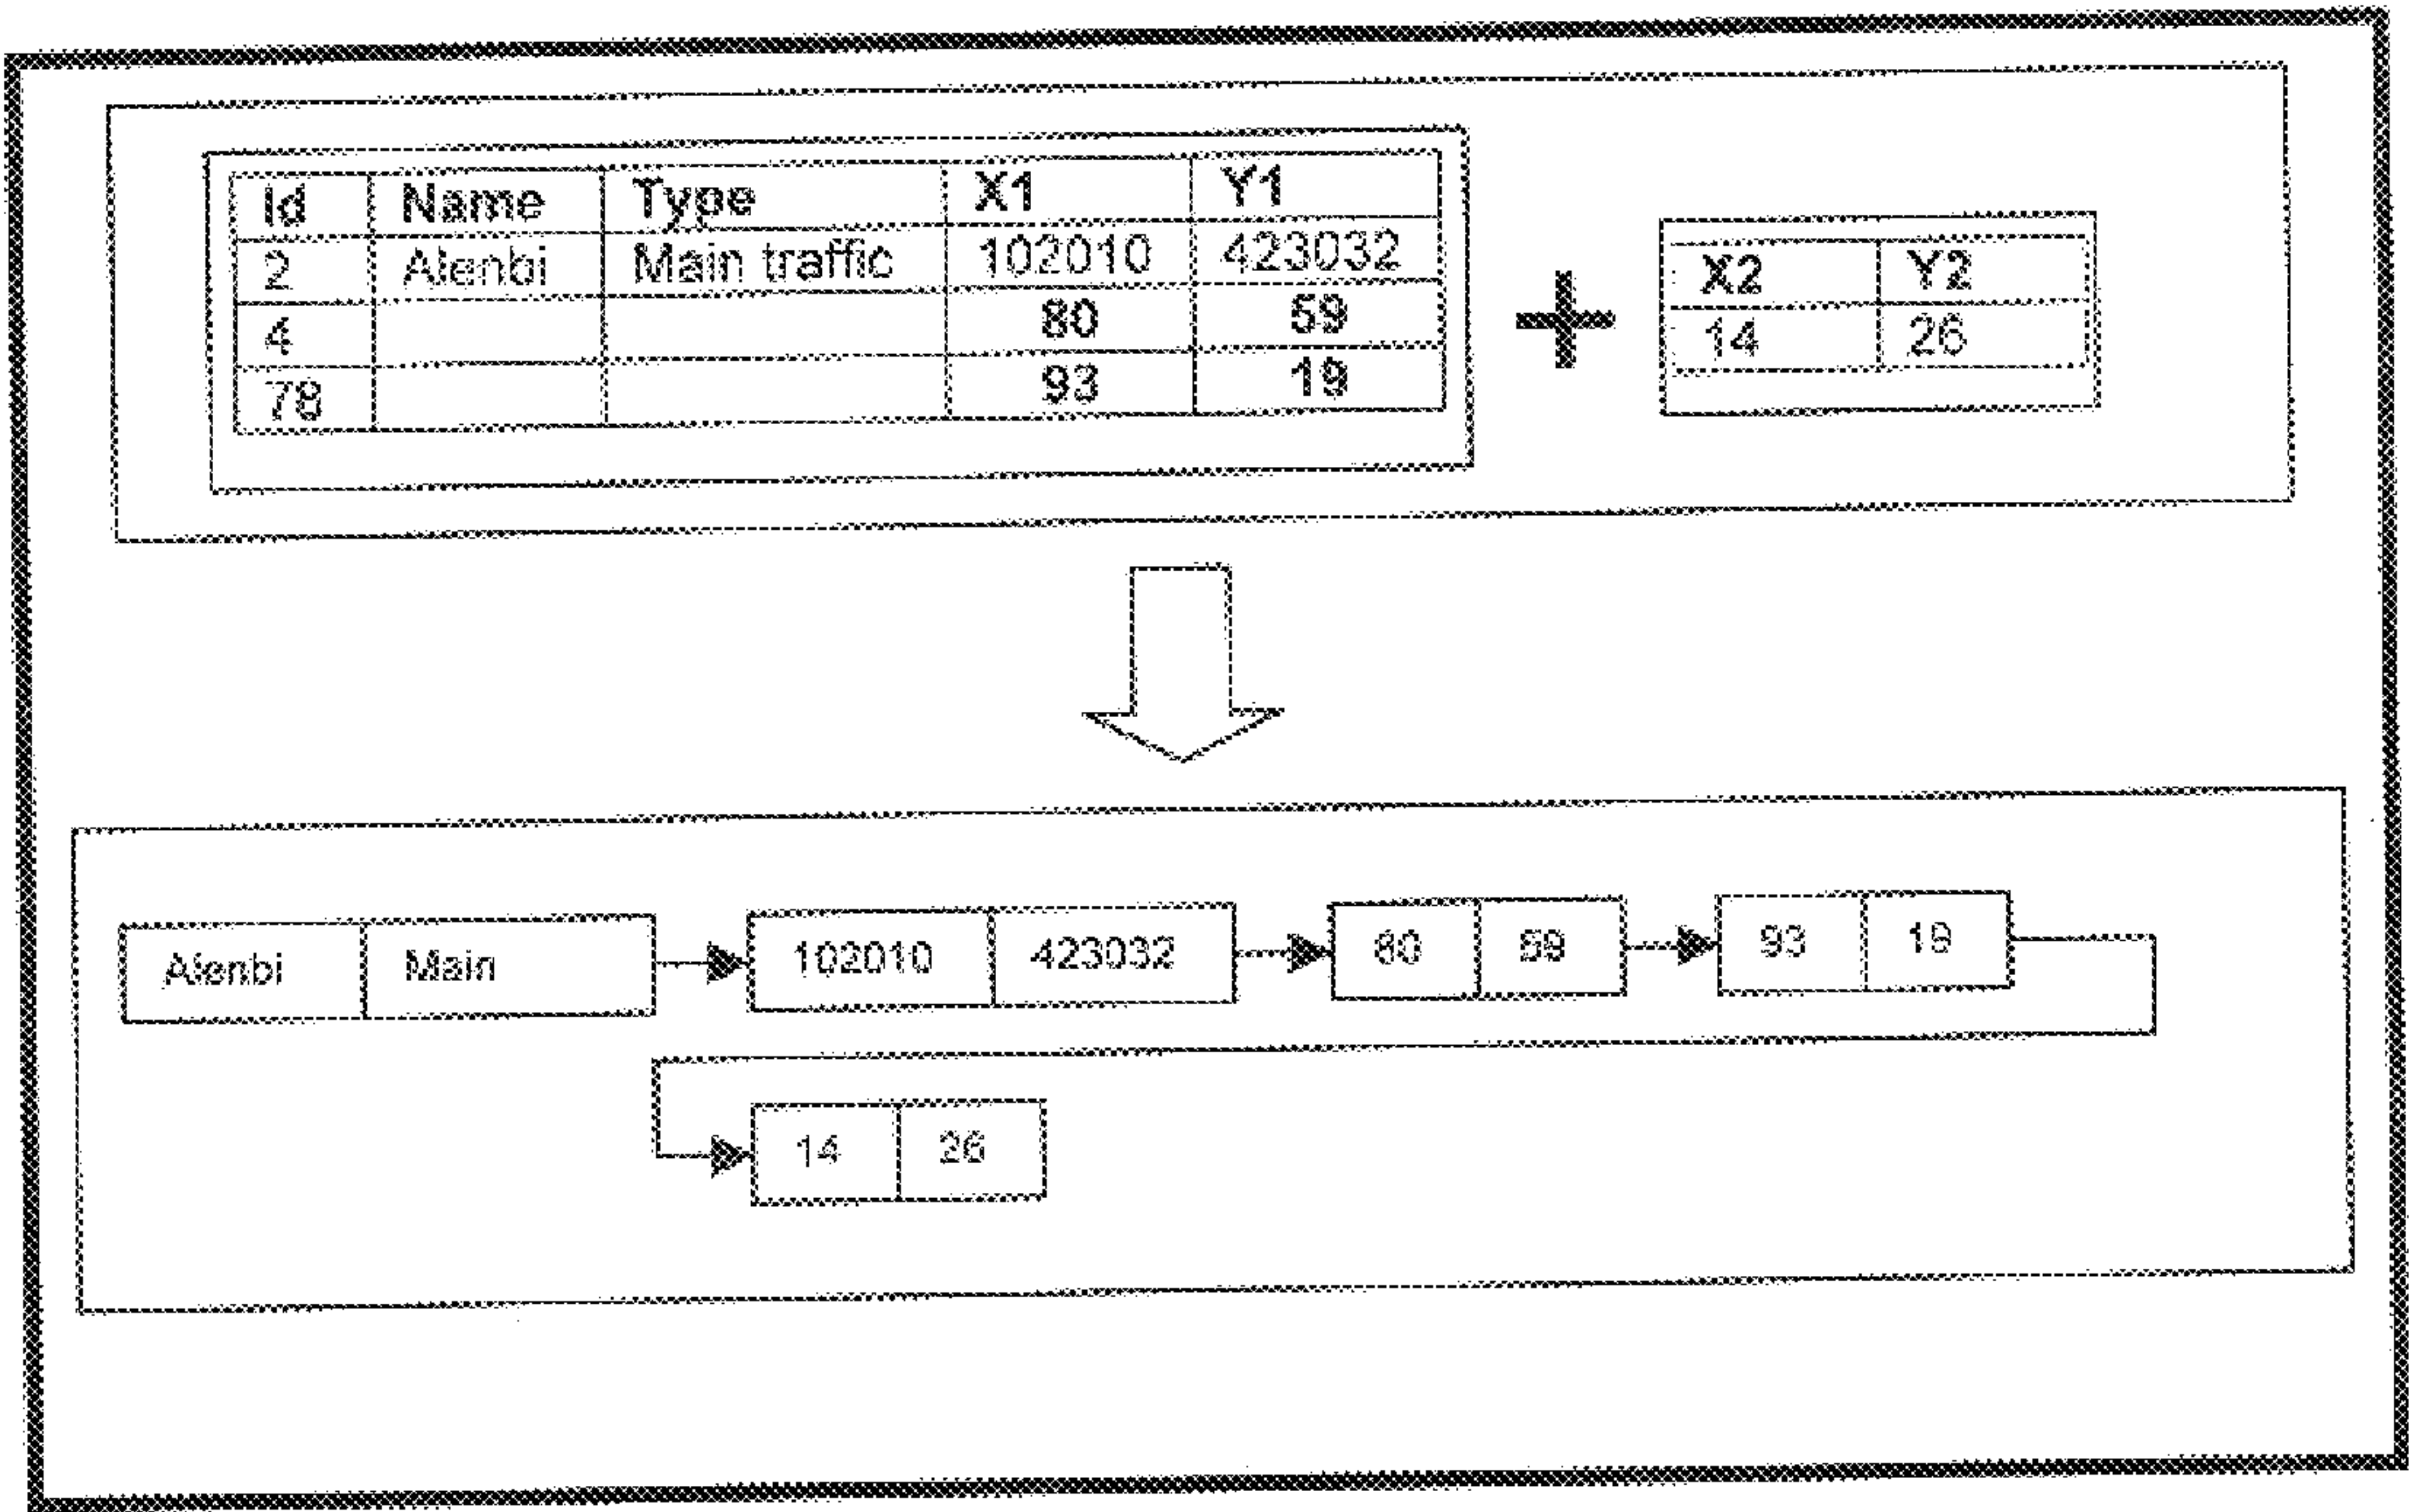 Id Name Type X1 Y1
2 Alenbi Main traffic 102010 423032
4 80 59
78 93 19
+
X2 Y2
14 26
Alenbi Main 102010 423032 80 59 93 19
14 26